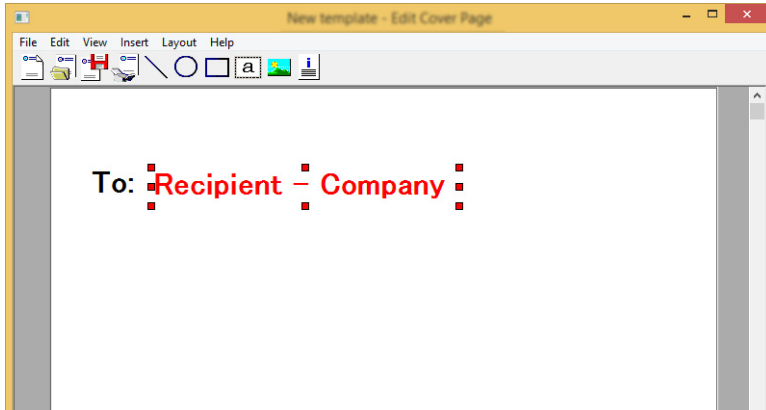 New template - Edit Cover Page
File Edit View Insert Layout Help
a i
To: Recipient - Company